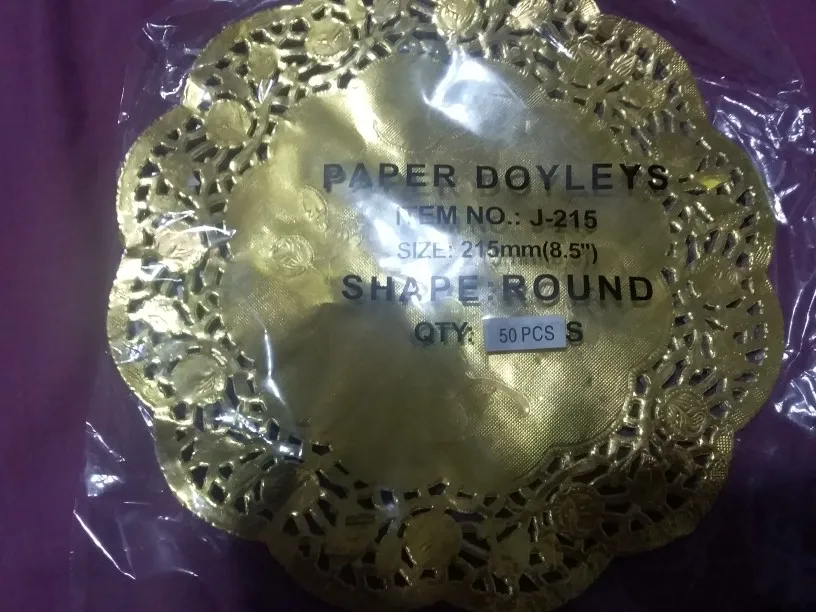 PAPER DOYLEYS
ITEM NO.: J-215
SIZE: 215mm(8.5")
SHAPE:ROUND
QTY: 50 PCS S